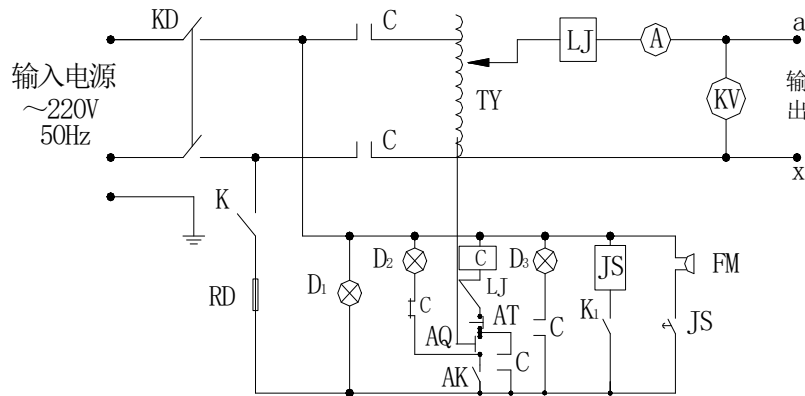 KD
C
a
LJ
A
输入电源
～220V
50Hz
TY
KV
输
出
C
x
K
D₂
C
D₃
JS
FM
RD
D₁
C
LJ
AT
AQ
C
C
K₁
JS
AK